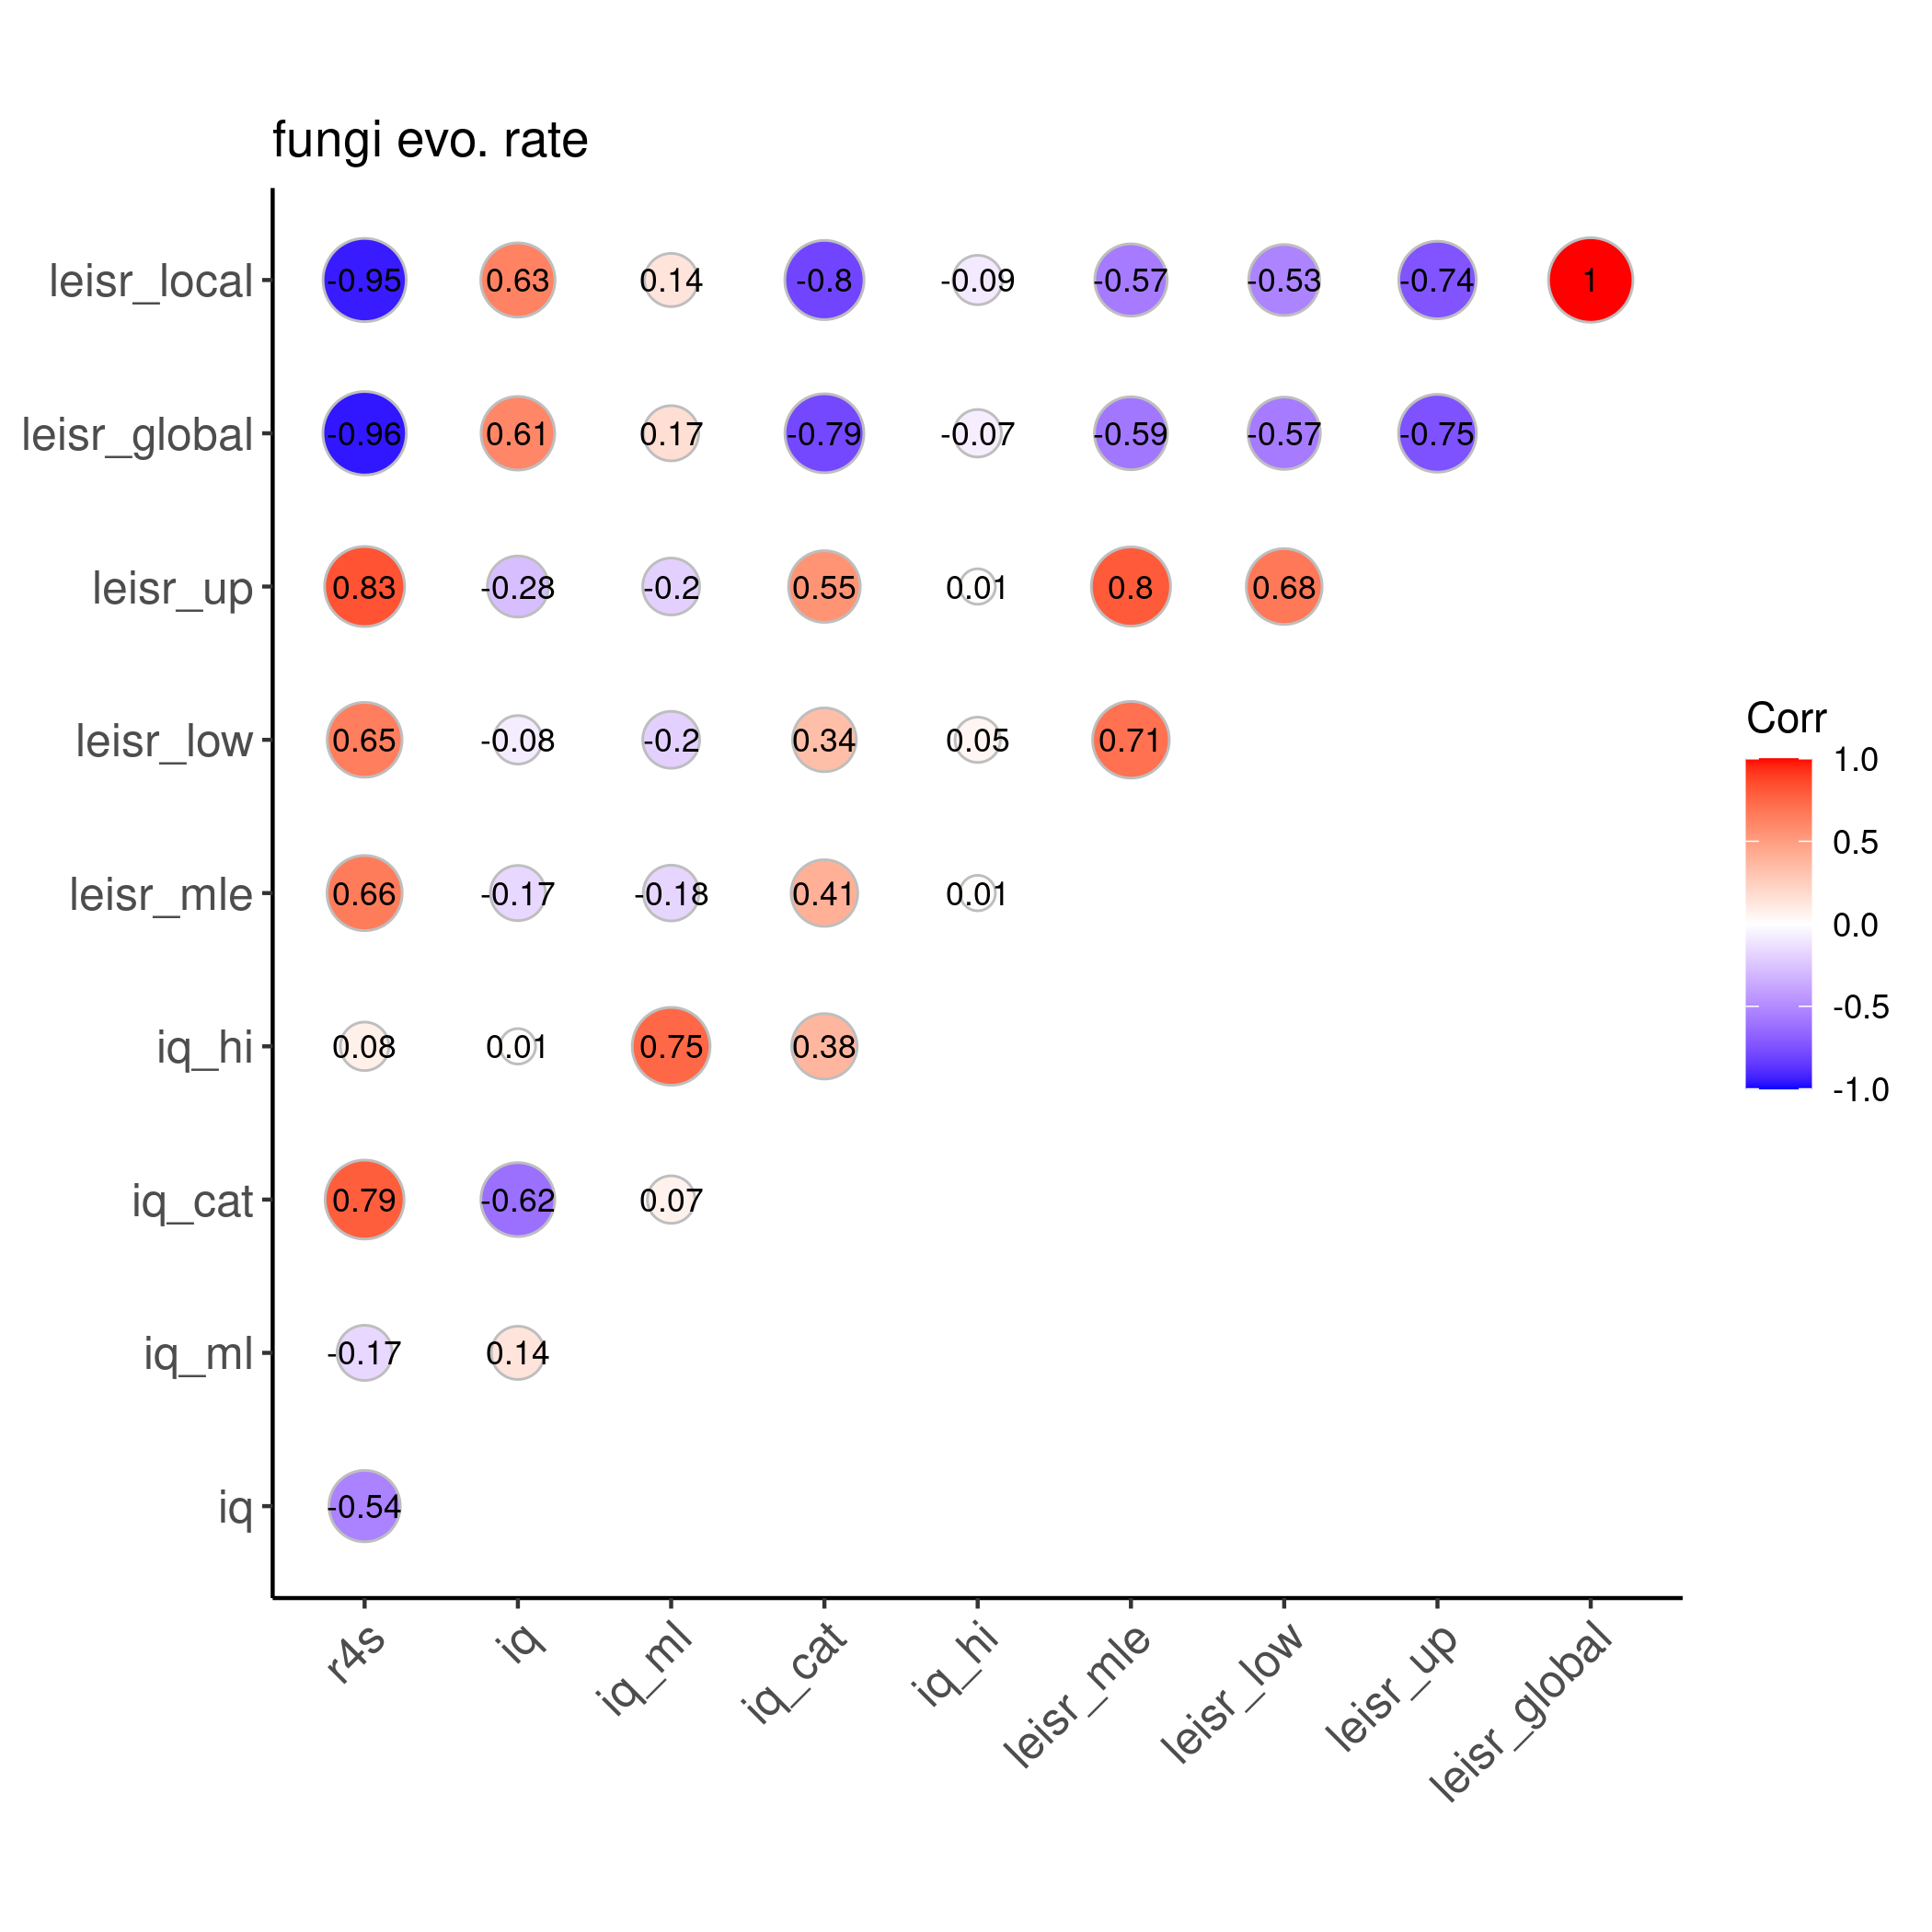 fungi evo. rate
leisr_local -0.95 0.63 0.14 -0.8 -0.09 -0.57 -0.53 -0.74 1
leisr_global -0.96 0.61 0.17 -0.79 -0.07 -0.59 -0.57 -0.75
leisr_up 0.83 -0.28 -0.2 0.55 0.01 0.8 0.68
leisr_low 0.65 -0.08 -0.2 0.34 0.05 0.71
leisr_mle 0.66 -0.17 -0.18 0.41 0.01
iq_hi 0.08 0.01 0.75 0.38
iq_cat 0.79 -0.62 0.07
iq_ml -0.17 0.14
iq -0.54
r4s iq iq_ml iq_cat iq_hi leisr_mle leisr_low leisr_up leisr_global
Corr
1.0
0.5
0.0
-0.5
-1.0